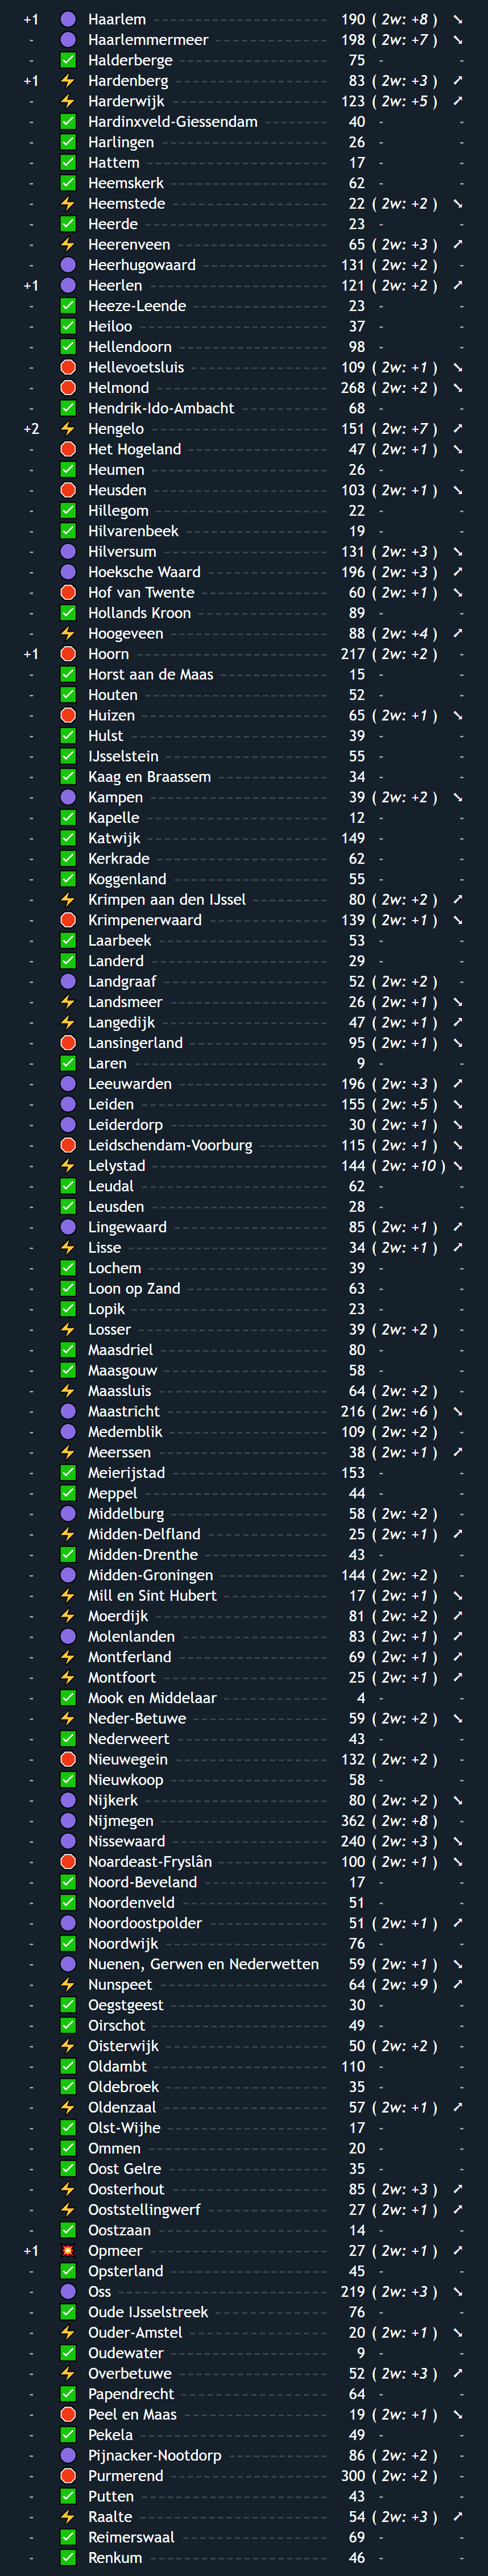 +1 Haarlem 190 ( 2w: +8 ) ➘
- Haarlemmermeer 198 ( 2w: +7 ) ➘
- Halderberge 75 - -
+1 Hardenberg 83 ( 2w: +3 ) ➚
- Harderwijk 123 ( 2w: +5 ) ➚
- Hardinxveld-Giessendam 40 - -
- Harlingen 26 - -
- Hattem 17 - -
- Heemskerk 62 - -
- Heemstede 22 ( 2w: +2 ) ➘
- Heerde 23 - -
- Heerenveen 65 ( 2w: +3 ) ➚
- Heerhugowaard 131 ( 2w: +2 ) -
+1 Heerlen 121 ( 2w: +2 ) ➚
- Heeze-Leende 23 - -
- Heiloo 37 - -
- Hellendoorn 98 - -
- Hellevoetsluis 109 ( 2w: +1 ) ➘
- Helmond 268 ( 2w: +2 ) ➘
- Hendrik-Ido-Ambacht 68 - -
+2 Hengelo 151 ( 2w: +7 ) ➚
- Het Hogeland 47 ( 2w: +1 ) ➘
- Heumen 26 - -
- Heusden 103 ( 2w: +1 ) ➘
- Hillegom 22 - -
- Hilvarenbeek 19 - -
- Hilversum 131 ( 2w: +3 ) ➘
- Hoeksche Waard 196 ( 2w: +3 ) ➚
- Hof van Twente 60 ( 2w: +1 ) ➘
- Hollands Kroon 89 - -
- Hoogeveen 88 ( 2w: +4 ) ➚
+1 Hoorn 217 ( 2w: +2 ) -
- Horst aan de Maas 15 - -
- Houten 52 - -
- Huizen 65 ( 2w: +1 ) ➘
- Hulst 39 - -
- IJsselstein 55 - -
- Kaag en Braassem 34 - -
- Kampen 39 ( 2w: +2 ) ➘
- Kapelle 12 - -
- Katwijk 149 - -
- Kerkrade 62 - -
- Koggenland 55 - -
- Krimpen aan den IJssel 80 ( 2w: +2 ) ➚
- Krimpenerwaard 139 ( 2w: +1 ) ➘
- Laarbeek 53 - -
- Landerd 29 - -
- Landgraaf 52 ( 2w: +2 ) -
- Landsmeer 26 ( 2w: +1 ) ➘
- Langedijk 47 ( 2w: +1 ) ➚
- Lansingerland 95 ( 2w: +1 ) ➘
- Laren 9 - -
- Leeuwarden 196 ( 2w: +3 ) ➚
- Leiden 155 ( 2w: +5 ) ➘
- Leiderdorp 30 ( 2w: +1 ) ➘
- Leidschendam-Voorburg 115 ( 2w: +1 ) ➘
- Lelystad 144 ( 2w: +10 ) ➘
- Leudal 62 - -
- Leusden 28 - -
- Lingewaard 85 ( 2w: +1 ) ➚
- Lisse 34 ( 2w: +1 ) ➚
- Lochem 39 - -
- Loon op Zand 63 - -
- Lopik 23 - -
- Losser 39 ( 2w: +2 ) -
- Maasdriel 80 - -
- Maasgouw 58 - -
- Maassluis 64 ( 2w: +2 ) -
- Maastricht 216 ( 2w: +6 ) ➘
- Medemblik 109 ( 2w: +2 ) -
- Meerssen 38 ( 2w: +1 ) ➚
- Meierijstad 153 - -
- Meppel 44 - -
- Middelburg 58 ( 2w: +2 ) -
- Midden-Delfland 25 ( 2w: +1 ) ➚
- Midden-Drenthe 43 - -
- Midden-Groningen 144 ( 2w: +2 ) -
- Mill en Sint Hubert 17 ( 2w: +1 ) ➘
- Moerdijk 81 ( 2w: +2 ) ➚
- Molenlanden 83 ( 2w: +1 ) ➚
- Montferland 69 ( 2w: +1 ) ➚
- Montfoort 25 ( 2w: +1 ) ➚
- Mook en Middelaar 4 - -
- Neder-Betuwe 59 ( 2w: +2 ) ➘
- Nederweert 43 - -
- Nieuwegein 132 ( 2w: +2 ) -
- Nieuwkoop 58 - -
- Nijkerk 80 ( 2w: +2 ) ➘
- Nijmegen 362 ( 2w: +8 ) -
- Nissewaard 240 ( 2w: +3 ) ➘
- Noardeast-Fryslân 100 ( 2w: +1 ) ➘
- Noord-Beveland 17 - -
- Noordenveld 51 - -
- Noordoostpolder 51 ( 2w: +1 ) ➚
- Noordwijk 76 - -
- Nuenen, Gerwen en Nederwetten 59 ( 2w: +1 ) ➘
- Nunspeet 64 ( 2w: +9 ) ➚
- Oegstgeest 30 - -
- Oirschot 49 - -
- Oisterwijk 50 ( 2w: +2 ) -
- Oldambt 110 - -
- Oldebroek 35 - -
- Oldenzaal 57 ( 2w: +1 ) ➚
- Olst-Wijhe 17 - -
- Ommen 20 - -
- Oost Gelre 35 - -
- Oosterhout 85 ( 2w: +3 ) ➚
- Ooststellingwerf 27 ( 2w: +1 ) ➚
- Oostzaan 14 - -
+1 Opmeer 27 ( 2w: +1 ) ➚
- Opsterland 45 - -
- Oss 219 ( 2w: +3 ) ➘
- Oude IJsselstreek 76 - -
- Ouder-Amstel 20 ( 2w: +1 ) ➘
- Oudewater 9 - -
- Overbetuwe 52 ( 2w: +3 ) ➚
- Papendrecht 64 - -
- Peel en Maas 19 ( 2w: +1 ) ➘
- Pekela 49 - -
- Pijnacker-Nootdorp 86 ( 2w: +2 ) -
- Purmerend 300 ( 2w: +2 ) -
- Putten 43 - -
- Raalte 54 ( 2w: +3 ) ➚
- Reimerswaal 69 - -
- Renkum 46 - -